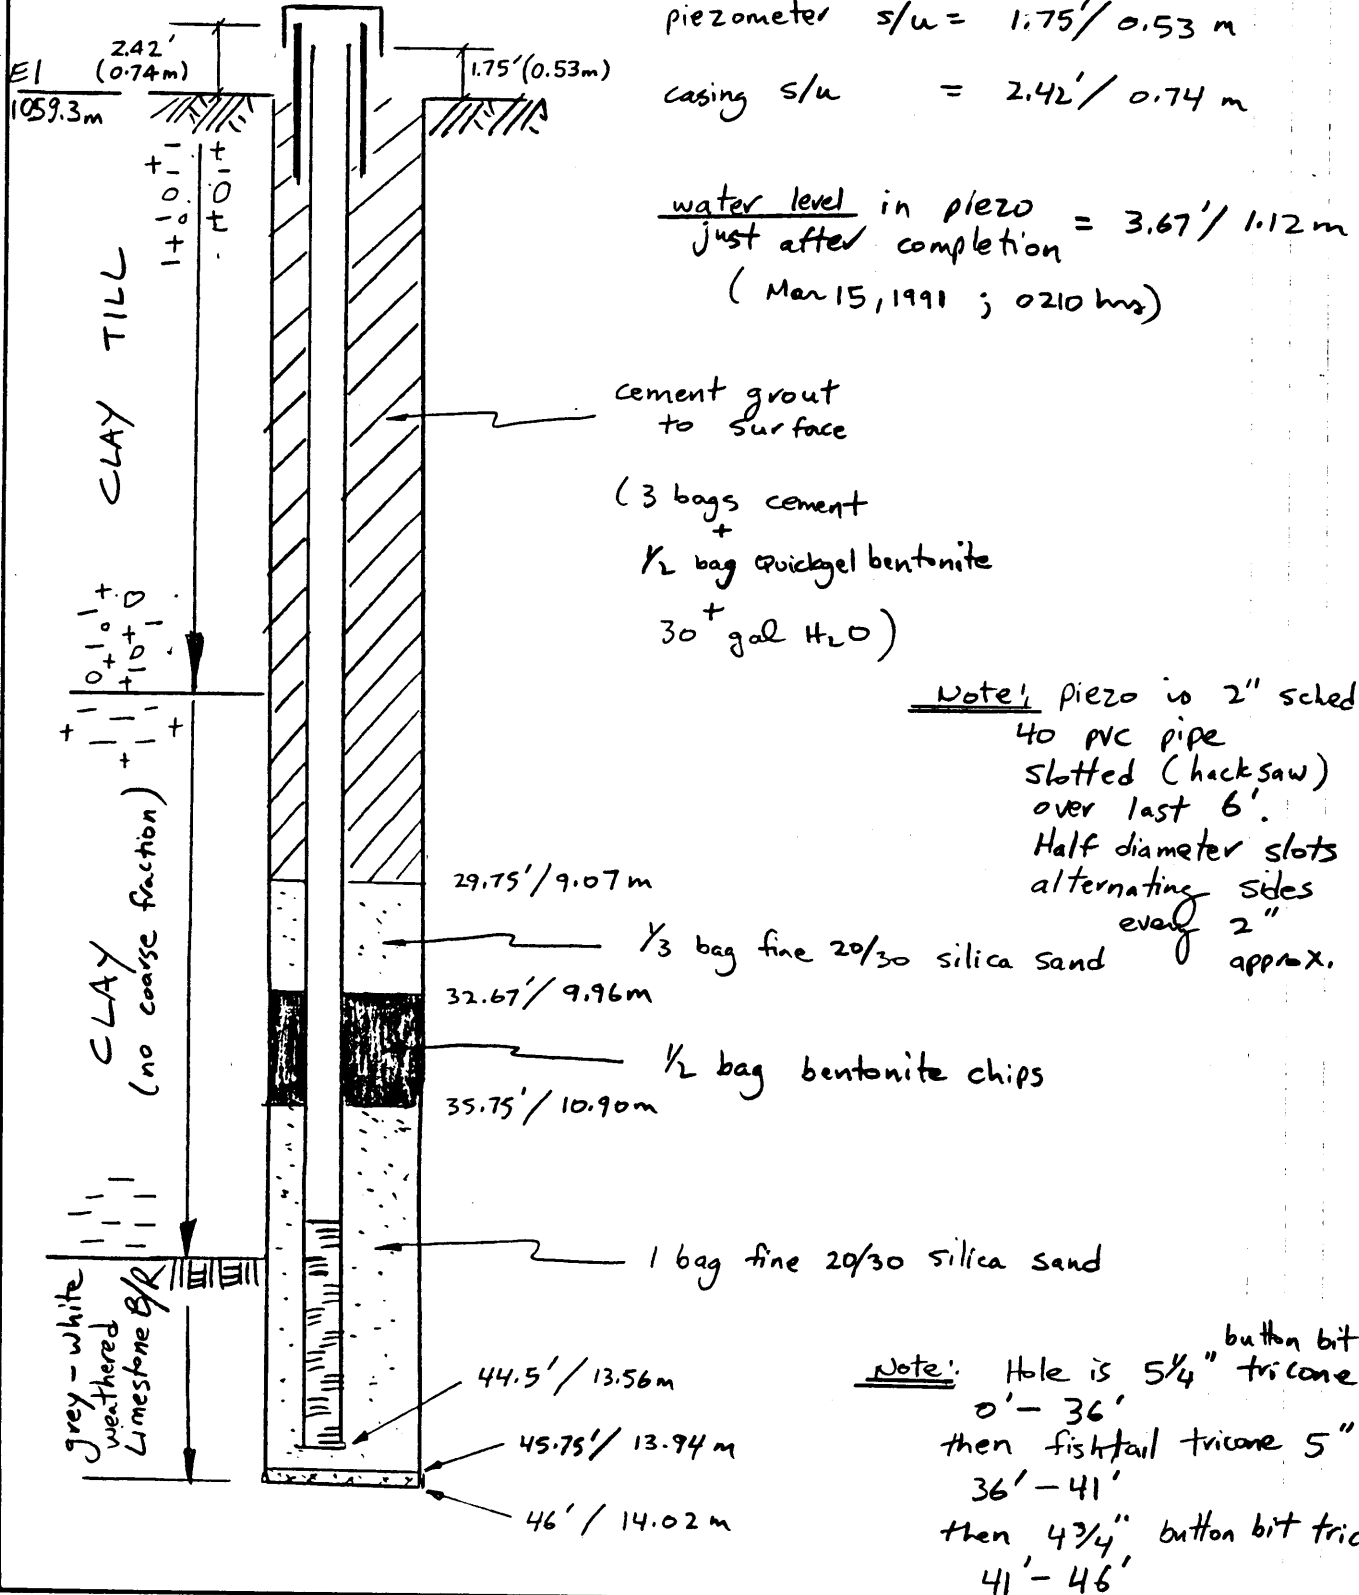 piezometer s/u = 1.75'/ 0.53 m
casing s/u = 2.42'/ 0.74 m
2.42'
(0.74m)
1.75'(0.53m)
El
1059.3m
water level in piezo
just after completion = 3.67'/ 1.12m
(Mar 15, 1991 ; 0210 hrs)
CLAY TILL
cement grout
to surface
(3 bags cement
+
1/2 bag Quickgel bentonite
+
30 gal H2O)
Note: piezo is 2" sched
40 pvc pipe
slotted (hacksaw)
over last 6'.
Half diameter slots
alternating sides
every 2"
approx.
CLAY
(no coarse fraction)
29.75'/9.07m
1/3 bag fine 20/30 silica sand
32.67'/9.96m
1/2 bag bentonite chips
35.75'/10.90m
1 bag fine 20/30 silica sand
grey-white
weathered
Limestone B/R
44.5'/13.56m
45.75'/13.94m
46'/14.02m
button bit
Note: Hole is 5 1/4" tricone
0'-36'
then fishtail tricone 5"
36'-41'
then 4 3/4" button bit tric
41'-46'